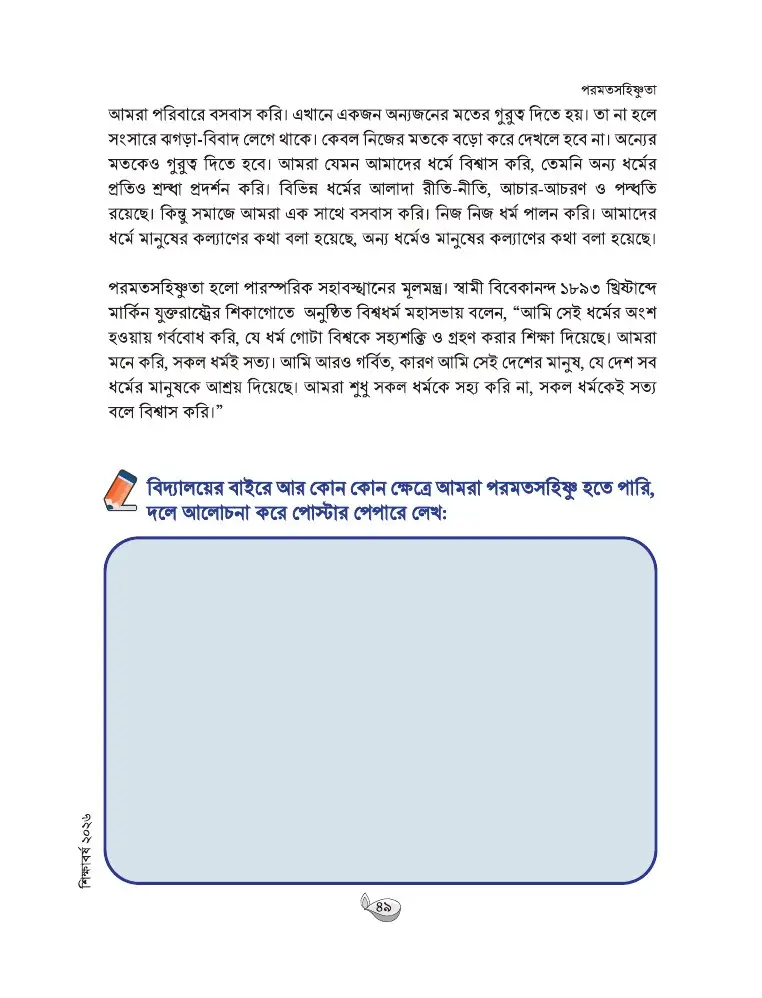 পরমতসহিষ্ণুতা
আমরা পরিবারে বসবাস করি। এখানে একজন অন্যজনের মতের গুরুত্ব দিতে হয়। তা না হলে
সংসারে ঝগড়া-বিবাদ লেগে থাকে। কেবল নিজের মতকে বড়ো করে দেখলে হবে না। অন্যের
মতকেও গুরুত্ব দিতে হবে। আমরা যেমন আমাদের ধর্মে বিশ্বাস করি, তেমনি অন্য ধর্মের
প্রতিও শ্রদ্ধা প্রদর্শন করি। বিভিন্ন ধর্মের আলাদা রীতি-নীতি, আচার-আচরণ ও পদ্ধতি
রয়েছে। কিন্তু সমাজে আমরা এক সাথে বসবাস করি। নিজ নিজ ধর্ম পালন করি। আমাদের
ধর্মে মানুষের কল্যাণের কথা বলা হয়েছে, অন্য ধর্মেও মানুষের কল্যাণের কথা বলা হয়েছে।
পরমতসহিষ্ণুতা হলো পারস্পরিক সহাবস্থানের মূলমন্ত্র। স্বামী বিবেকানন্দ ১৮৯৩ খ্রিষ্টাব্দে
মার্কিন যুক্তরাষ্ট্রের শিকাগোতে অনুষ্ঠিত বিশ্বধর্ম মহাসভায় বলেন, “আমি সেই ধর্মের অংশ
হওয়ায় গর্ববোধ করি, যে ধর্ম গোটা বিশ্বকে সহ্যশক্তি ও গ্রহণ করার শিক্ষা দিয়েছে। আমরা
মনে করি, সকল ধর্মই সত্য। আমি আরও গর্বিত, কারণ আমি সেই দেশের মানুষ, যে দেশ সব
ধর্মের মানুষকে আশ্রয় দিয়েছে। আমরা শুধু সকল ধর্মকে সহ্য করি না, সকল ধর্মকেই সত্য
বলে বিশ্বাস করি।”
বিদ্যালয়ের বাইরে আর কোন কোন ক্ষেত্রে আমরা পরমতসহিষ্ণু হতে পারি,
দলে আলোচনা করে পোস্টার পেপারে লেখ:
শিক্ষাবর্ষ ২০২৬
৪৯